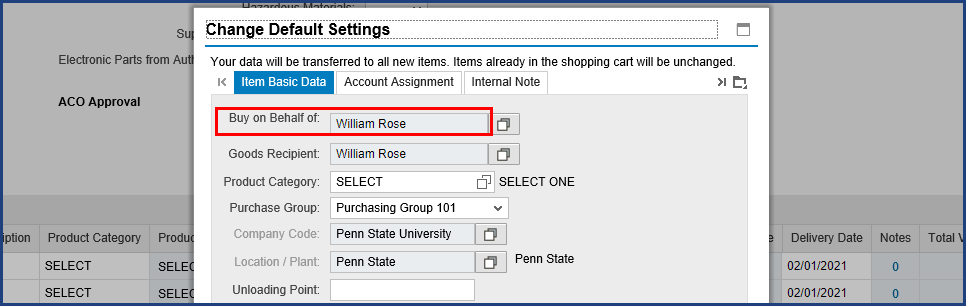 Hazardous Materials:
Change Default Settings
Electronic Parts from Auth
Your data will be transferred to all new items. Items already in the shopping cart will be unchanged.
Item Basic Data Account Assignment Internal Note
ACO Approval
Buy on Behalf of: William Rose
Goods Recipient: William Rose
Product Category: SELECT SELECT ONE
Purchase Group: Purchasing Group 101
Company Code: Penn State University
Location / Plant: Penn State Penn State
Unloading Point:
Product Category Delivery Date Notes Total V
SELECT SELEC 02/01/2021 0
SELECT SELEC 02/01/2021 0